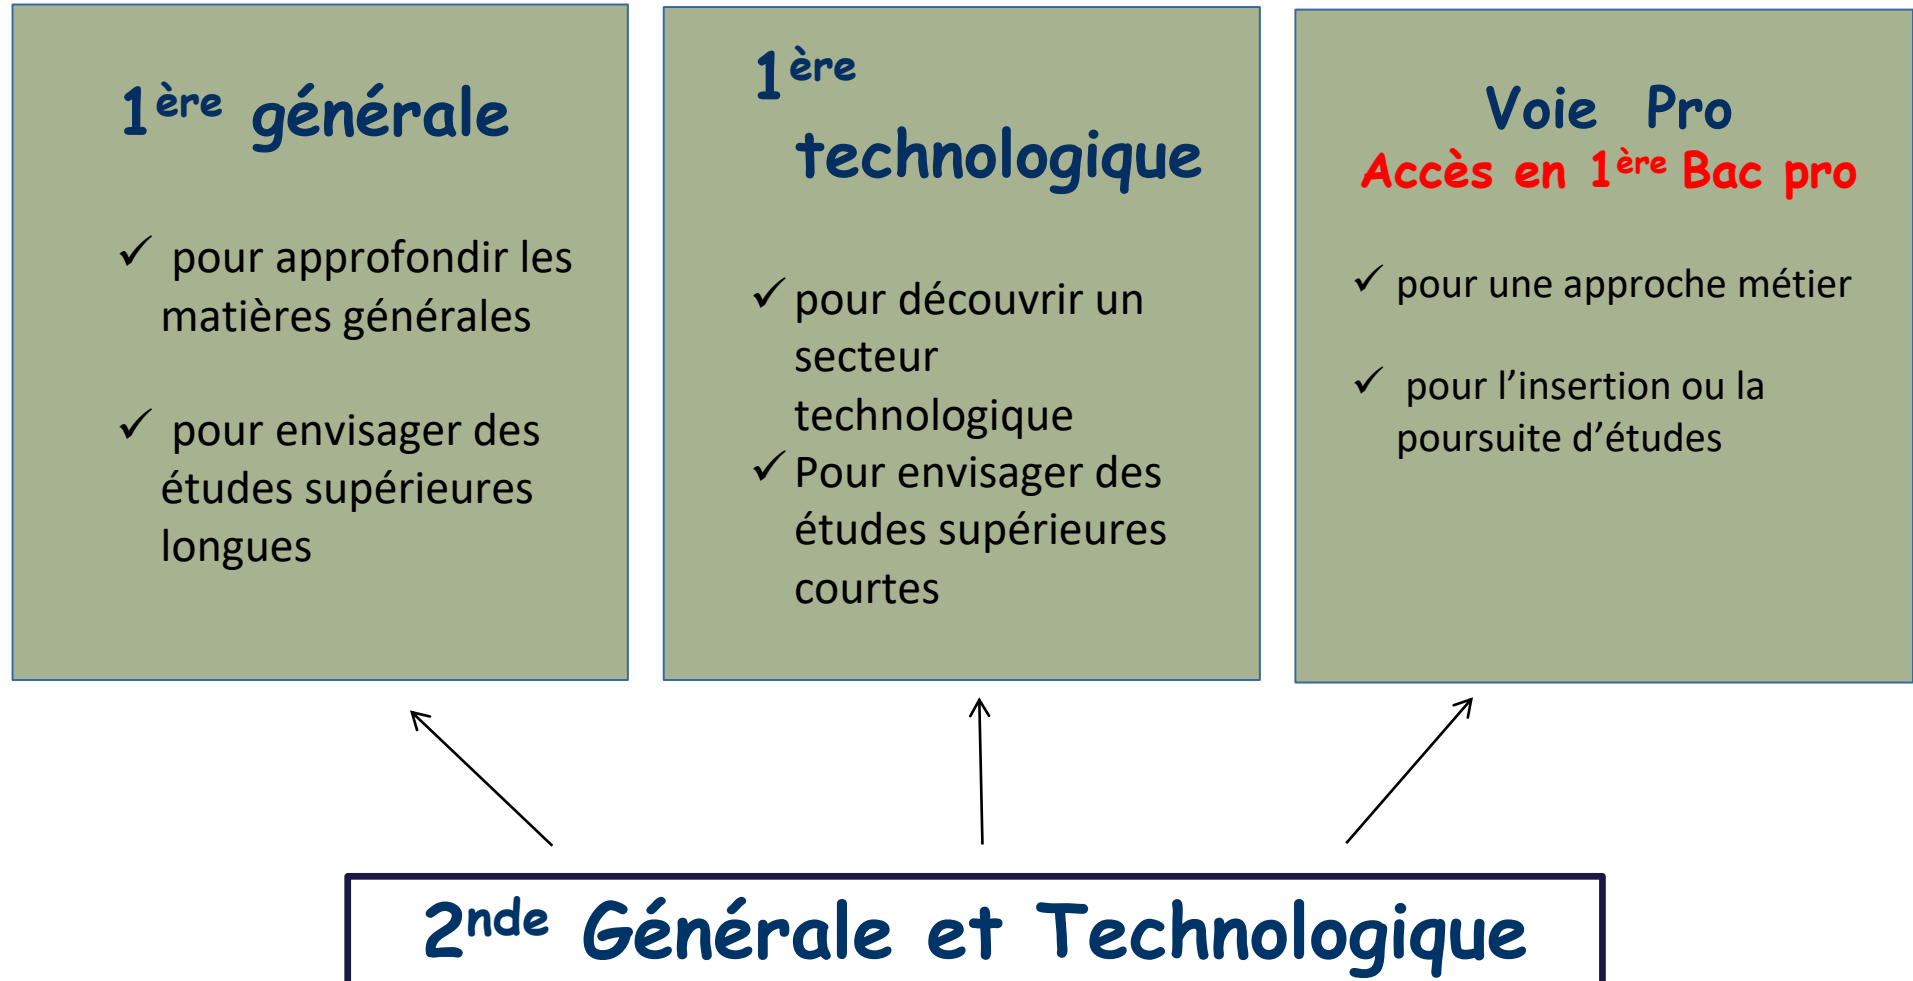 1ère générale
✓ pour approfondir les
matières générales
✓ pour envisager des
études supérieures
longues
1ère
technologique
✓ pour découvrir un
secteur
technologique
✓ Pour envisager des
études supérieures
courtes
Voie Pro
Accès en 1ère Bac pro
✓ pour une approche métier
✓ pour l’insertion ou la
poursuite d’études
2nde Générale et Technologique